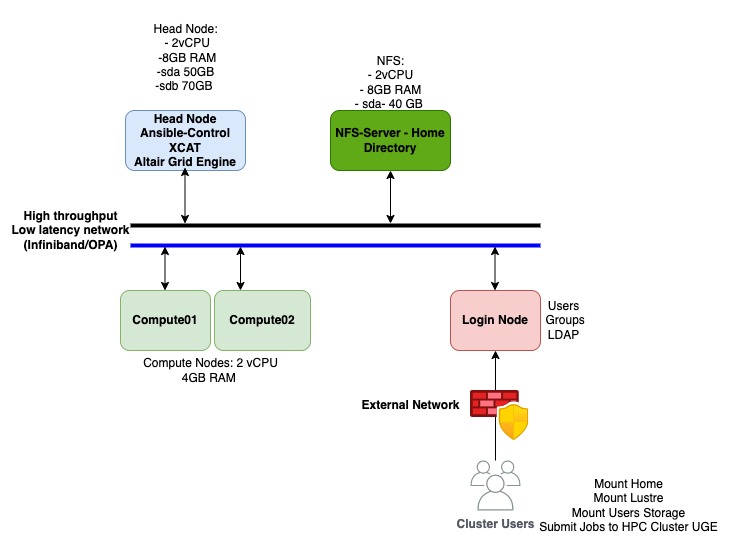 Head Node:
- 2vCPU
-8GB RAM
-sda 50GB
-sdb 70GB
NFS:
- 2vCPU
- 8GB RAM
- sda- 40 GB
Head Node
Ansible-Control
XCAT
Altair Grid Engine
NFS-Server - Home
Directory
High throughput
Low latency network
(Infiniband/OPA)
Compute01
Compute02
Login Node
Users
Groups
LDAP
Compute Nodes: 2 vCPU
4GB RAM
External Network
Cluster Users
Mount Home
Mount Lustre
Mount Users Storage
Submit Jobs to HPC Cluster UGE